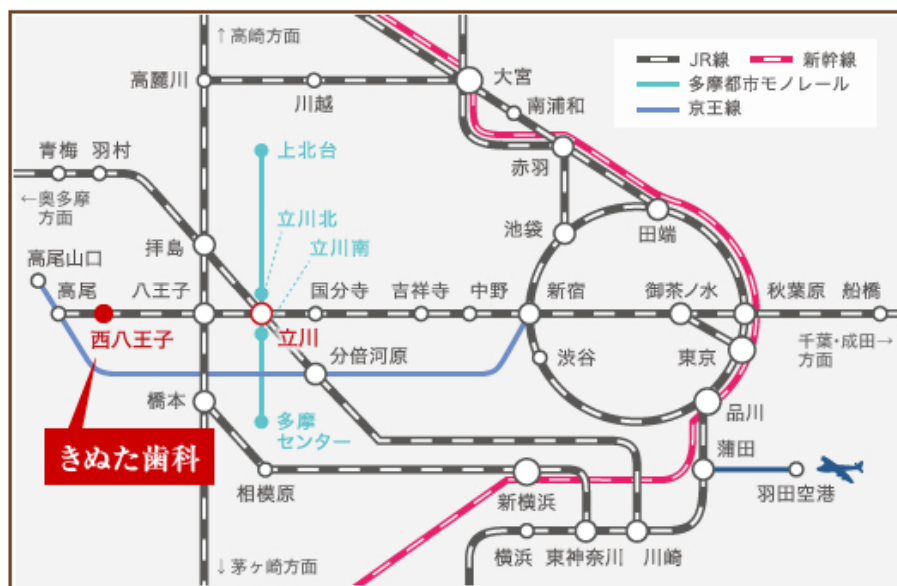 ↑高崎方面
高麗川
川越
大宮
南浦和
JR線
新幹線
多摩都市モノレール
京王線
青梅
羽村
上北台
赤羽
←奥多摩
方面
拝島
立川北
立川南
池袋
田端
高尾山口
高尾
八王子
国分寺
吉祥寺
中野
新宿
御茶ノ水
秋葉原
船橋
西八王子
立川
分倍河原
渋谷
東京
千葉・成田→
方面
橋本
多摩
センター
品川
きぬた歯科
蒲田
相模原
新横浜
羽田空港
横浜
東神奈川
川崎
↓茅ヶ崎方面